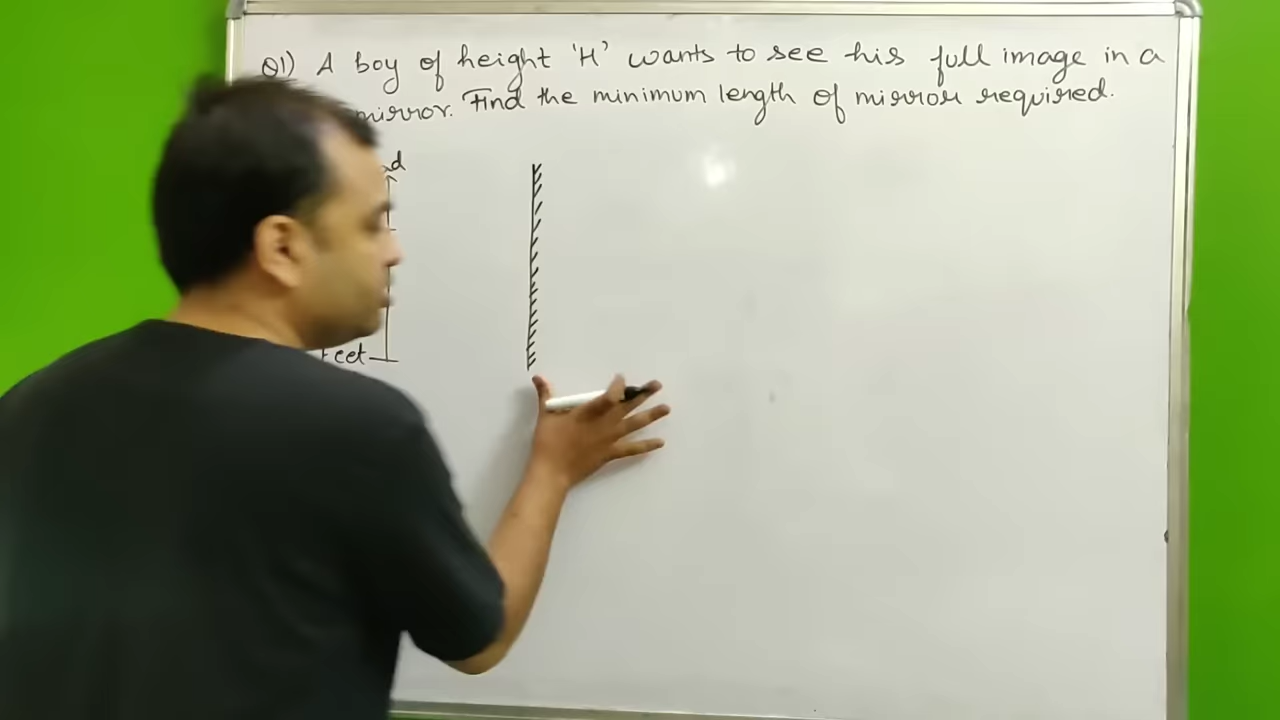 Q1) A boy of height 'H' wants to see his full image in a
mirror. Find the minimum length of mirror required.
Feet